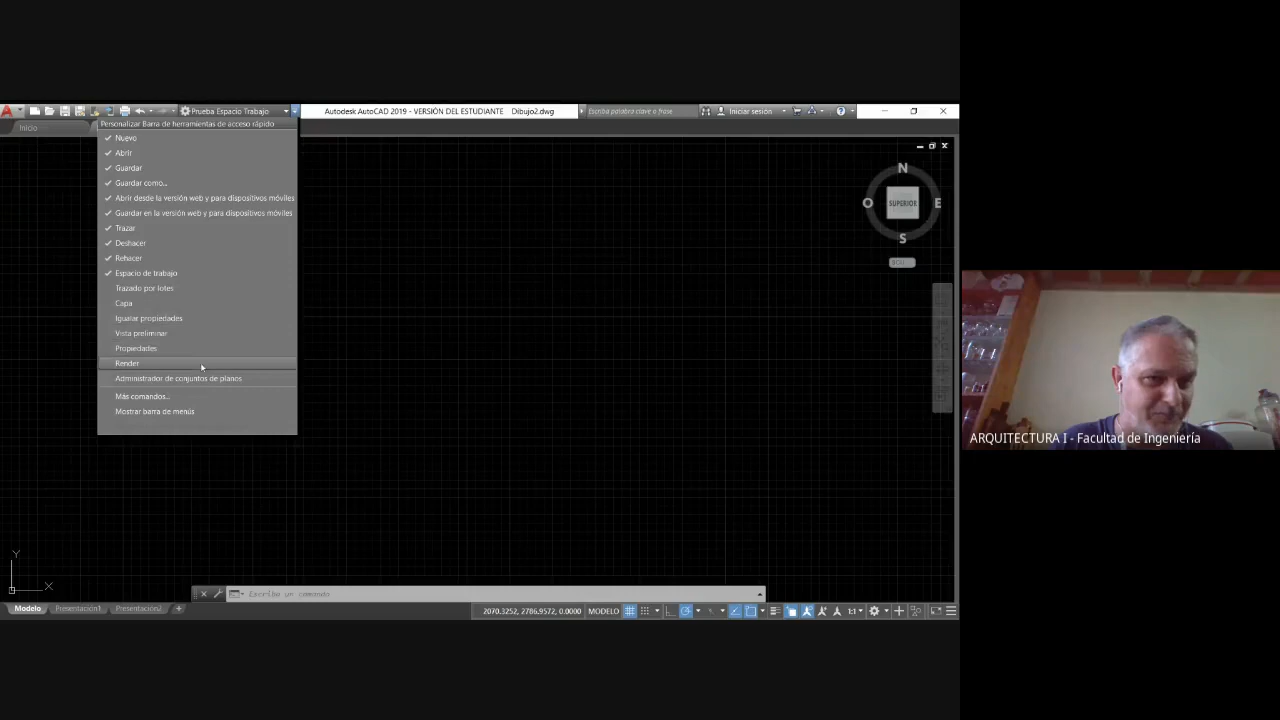 Prueba Espacio Trabajo
Autodesk AutoCAD 2019 - VERSIÓN DEL ESTUDIANTE Dibujo2.dwg
Escriba palabra clave o frase
Iniciar sesión
Inicio
Personalizar Barra de herramientas de acceso rápido
Nuevo
Abrir
Guardar
Guardar como...
Abrir desde la versión web y para dispositivos móviles
Guardar en la versión web y para dispositivos móviles
Trazar
Deshacer
Rehacer
Espacio de trabajo
Trazado por lotes
Capa
Igualar propiedades
Vista preliminar
Propiedades
Render
Administrador de conjuntos de planos
Más comandos...
Mostrar barra de menús
N
O
SUPERIOR
E
S
ARQUITECTURA I - Facultad de Ingeniería
Y
X
Escriba un comando
Modelo
Presentación1
Presentación2
2070.3252, 2786.9572, 0.0000
MODELO
1:1